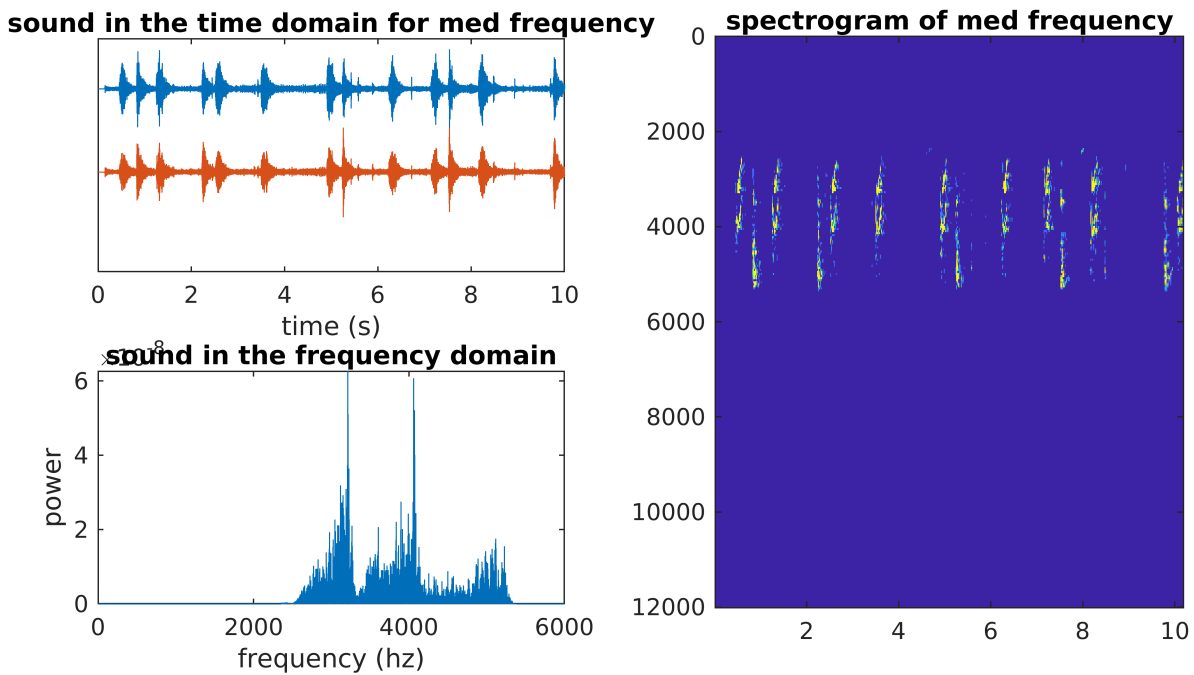 sound in the time domain for med frequency
0 2 4 6 8 10
time (s)
×10-8
sound in the frequency domain
6
4
2
0
power
0 2000 4000 6000
frequency (hz)
spectrogram of med frequency
0
2000
4000
6000
8000
10000
12000
2 4 6 8 10